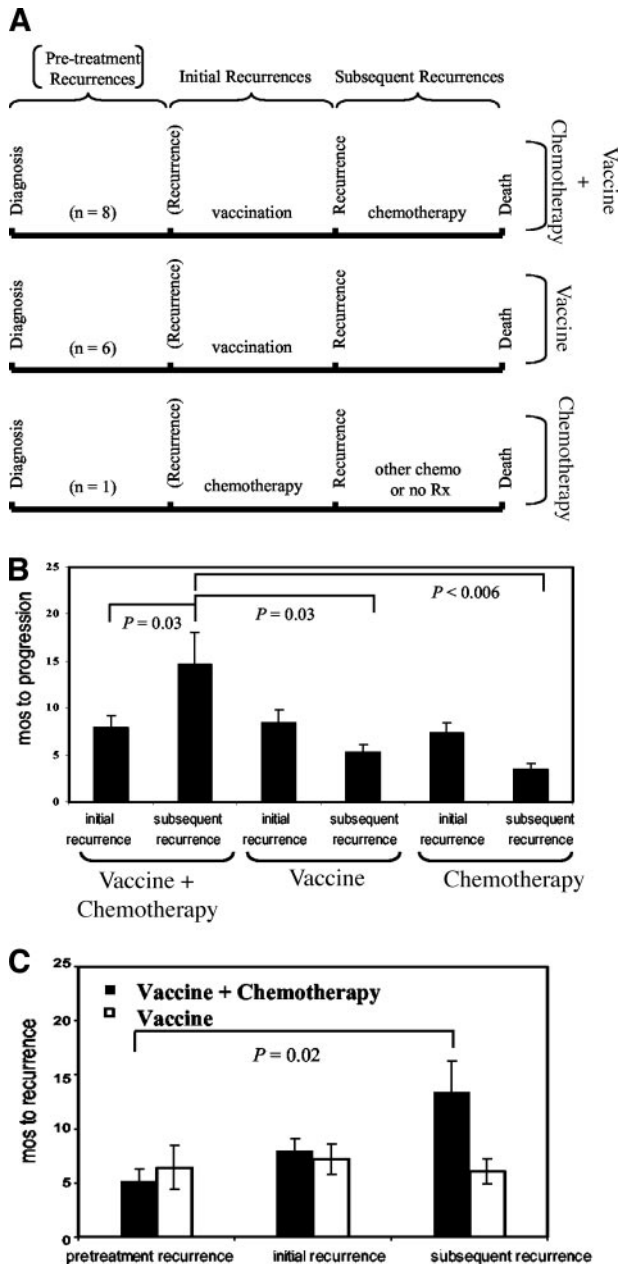 A
Pre-treatment
Recurrences
Initial Recurrences
Subsequent Recurrences
Diagnosis
(n = 8)
(Recurrence)
vaccination
Recurrence
chemotherapy
Death
Vaccine
+
Chemotherapy
Diagnosis
(n = 6)
(Recurrence)
vaccination
Recurrence
Death
Vaccine
Diagnosis
(n = 1)
(Recurrence)
chemotherapy
Recurrence
other chemo
or no Rx
Death
Chemotherapy
B
mos to progression
25
20
15
10
5
0
P = 0.03
P = 0.03
P < 0.006
initial
recurrence
subsequent
recurrence
initial
recurrence
subsequent
recurrence
initial
recurrence
subsequent
recurrence
Vaccine +
Chemotherapy
Vaccine
Chemotherapy
C
mos to recurrence
25
20
15
10
5
0
Vaccine + Chemotherapy
Vaccine
P = 0.02
pretreatment recurrence
initial recurrence
subsequent recurrence